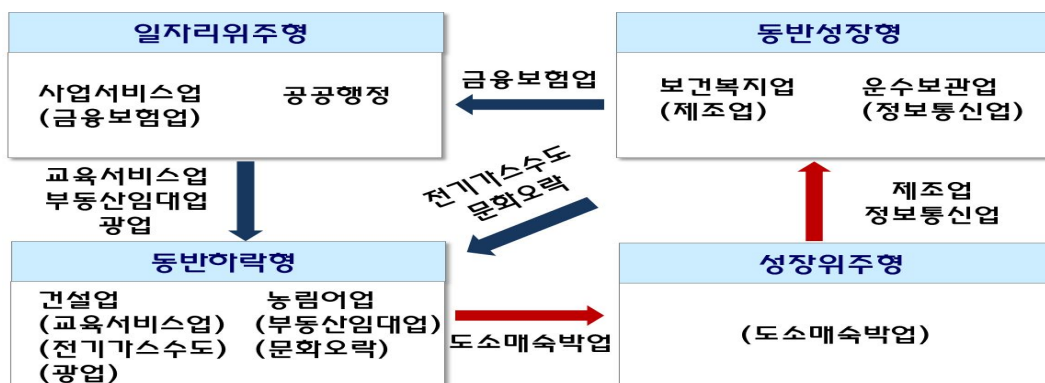 일자리위주형
사업서비스업 공공행정
(금융보험업)
금융보험업
동반성장형
보건복지업 운수보관업
(제조업) (정보통신업)
교육서비스업
부동산임대업
광업
전기가스수도
문화오락
제조업
정보통신업
동반하락형
건설업 농림어업
(교육서비스업) (부동산임대업)
(전기가스수도) (문화오락)
(광업)
도소매숙박업
성장위주형
(도소매숙박업)